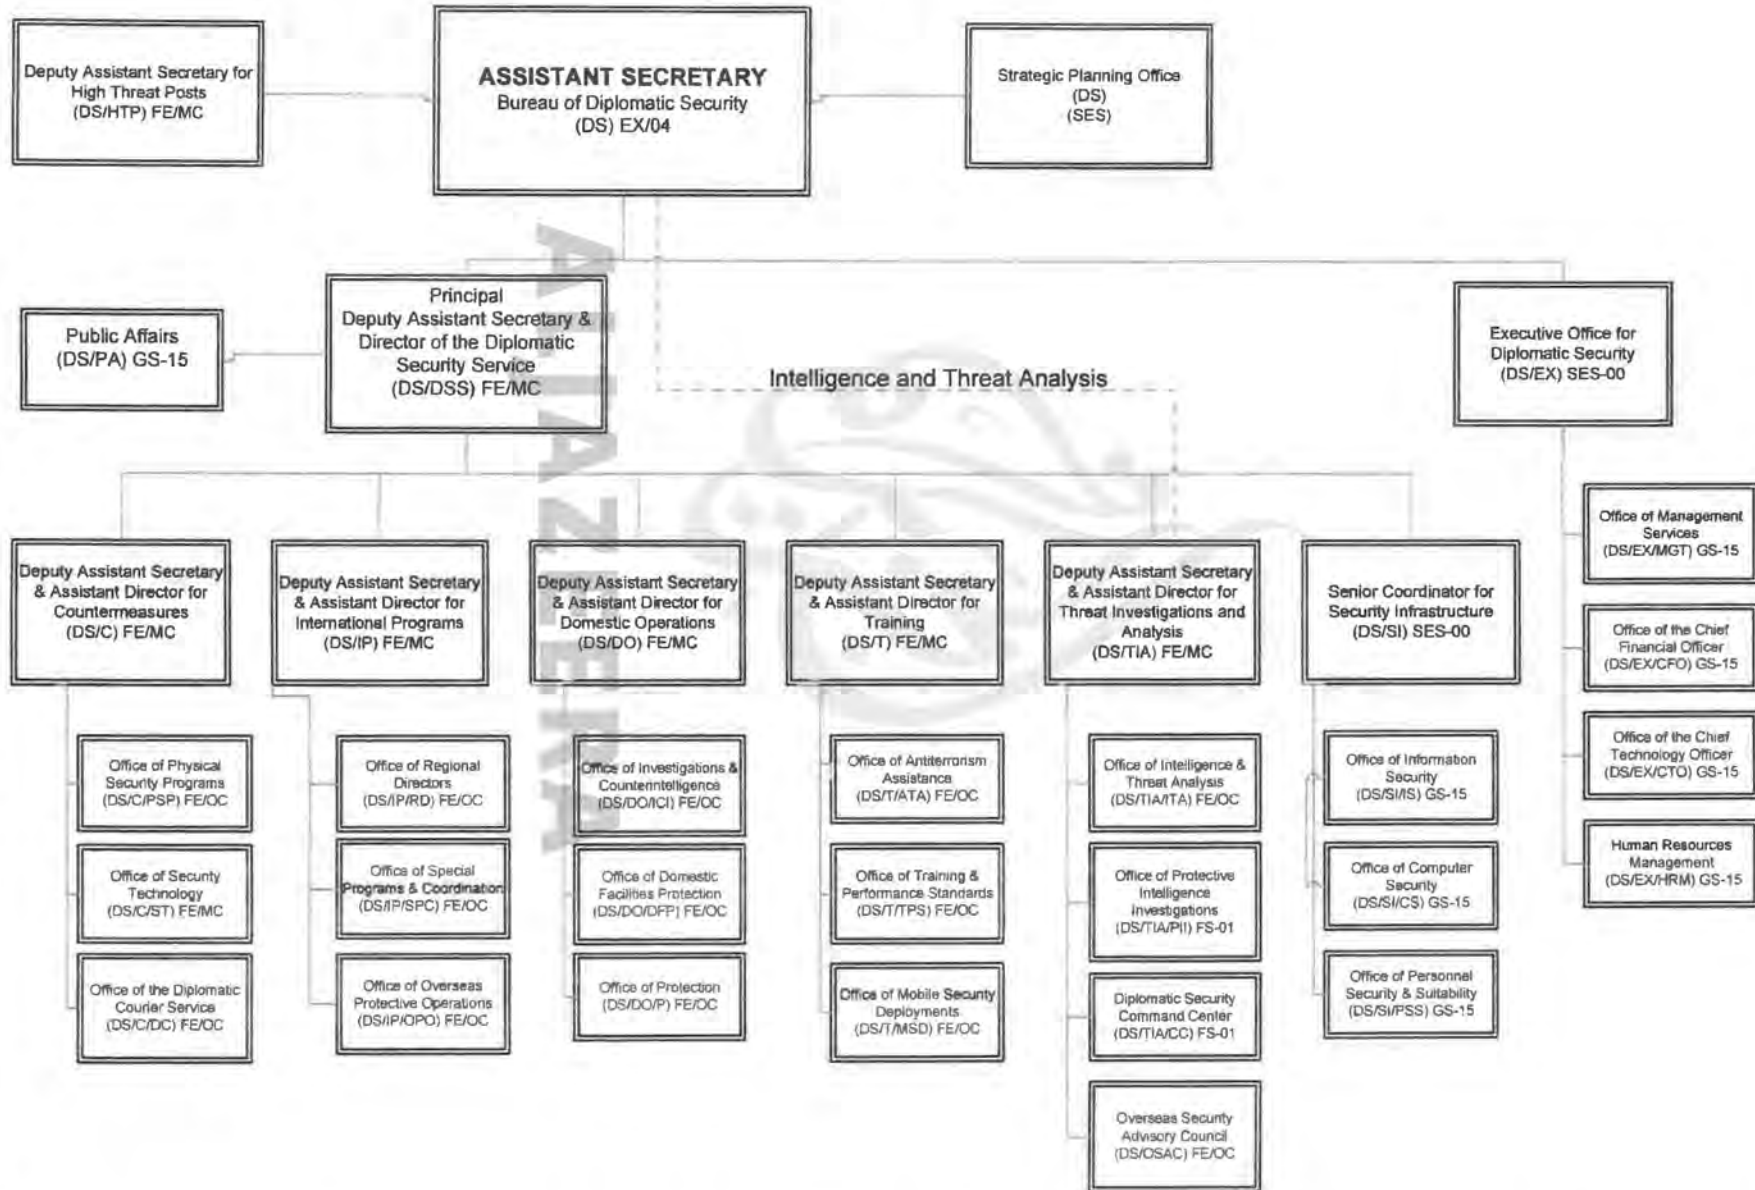 Deputy Assistant Secretary for
High Threat Posts
(DS/HTP) FE/MC
ASSISTANT SECRETARY
Bureau of Diplomatic Security
(DS) EX/04
Strategic Planning Office
(DS)
(SES)
Public Affairs
(DS/PA) GS-15
Principal
Deputy Assistant Secretary &
Director of the Diplomatic
Security Service
(DS/DSS) FE/MC
Intelligence and Threat Analysis
Executive Office for
Diplomatic Security
(DS/EX) SES-00
Deputy Assistant Secretary
& Assistant Director for
Countermeasures
(DS/C) FE/MC
Office of Physical
Security Programs
(DS/C/PSP) FE/OC
Office of Security
Technology
(DS/C/ST) FE/MC
Office of the Diplomatic
Courier Service
(DS/C/DC) FE/OC
Deputy Assistant Secretary
& Assistant Director for
International Programs
(DS/IP) FE/MC
Office of Regional
Directors
(DS/IP/RD) FE/OC
Office of Special
Programs & Coordination
(DS/IP/SPC) FE/OC
Office of Overseas
Protective Operations
(DS/IP/OPO) FE/OC
Deputy Assistant Secretary
& Assistant Director for
Domestic Operations
(DS/DO) FE/MC
Office of Investigations &
Counterintelligence
(DS/DO/ICI) FE/OC
Office of Domestic
Facilities Protection
(DS/DO/DFP) FE/OC
Office of Protection
(DS/DO/P) FE/OC
Deputy Assistant Secretary
& Assistant Director for
Training
(DS/T) FE/MC
Office of Antiterrorism
Assistance
(DS/T/ATA) FE/OC
Office of Training &
Performance Standards
(DS/T/TPS) FE/OC
Office of Mobile Security
Deployments
(DS/T/MSD) FE/OC
Deputy Assistant Secretary
& Assistant Director for
Threat Investigations and
Analysis
(DS/TIA) FE/MC
Office of Intelligence &
Threat Analysis
(DS/TIA/ITA) FE/OC
Office of Protective
Intelligence
Investigations
(DS/TIA/PII) FS-01
Diplomatic Security
Command Center
(DS/TIA/CC) FS-01
Overseas Security
Advisory Council
(DS/OSAC) FE/OC
Senior Coordinator for
Security Infrastructure
(DS/SI) SES-00
Office of Information
Security
(DS/SI/IS) GS-15
Office of Computer
Security
(DS/SI/CS) GS-15
Office of Personnel
Security & Suitability
(DS/SI/PSS) GS-15
Office of Management
Services
(DS/EX/MGT) GS-15
Office of the Chief
Financial Officer
(DS/EX/CFO) GS-15
Office of the Chief
Technology Officer
(DS/EX/CTO) GS-15
Human Resources
Management
(DS/EX/HRM) GS-15
ALJAZEERA